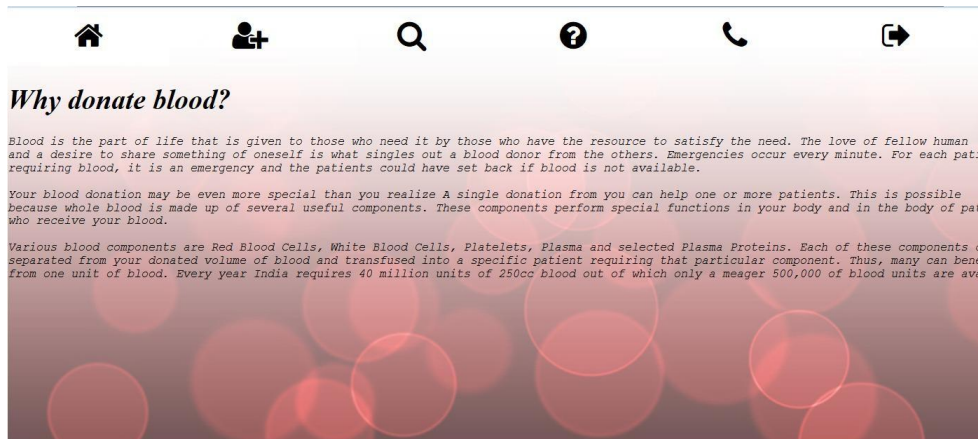 Why donate blood?
Blood is the part of life that is given to those who need it by those who have the resource to satisfy the need. The love of fellow human
and a desire to share something of oneself is what singles out a blood donor from the others. Emergencies occur every minute. For each pati
requiring blood, it is an emergency and the patients could have set back if blood is not available.
Your blood donation may be even more special than you realize A single donation from you can help one or more patients. This is possible
because whole blood is made up of several useful components. These components perform special functions in your body and in the body of pat
who receive your blood.
Various blood components are Red Blood Cells, White Blood Cells, Platelets, Plasma and selected Plasma Proteins. Each of these components
separated from your donated volume of blood and transfused into a specific patient requiring that particular component. Thus, many can bene
from one unit of blood. Every year India requires 40 million units of 250cc blood out of which only a meager 500,000 of blood units are ava